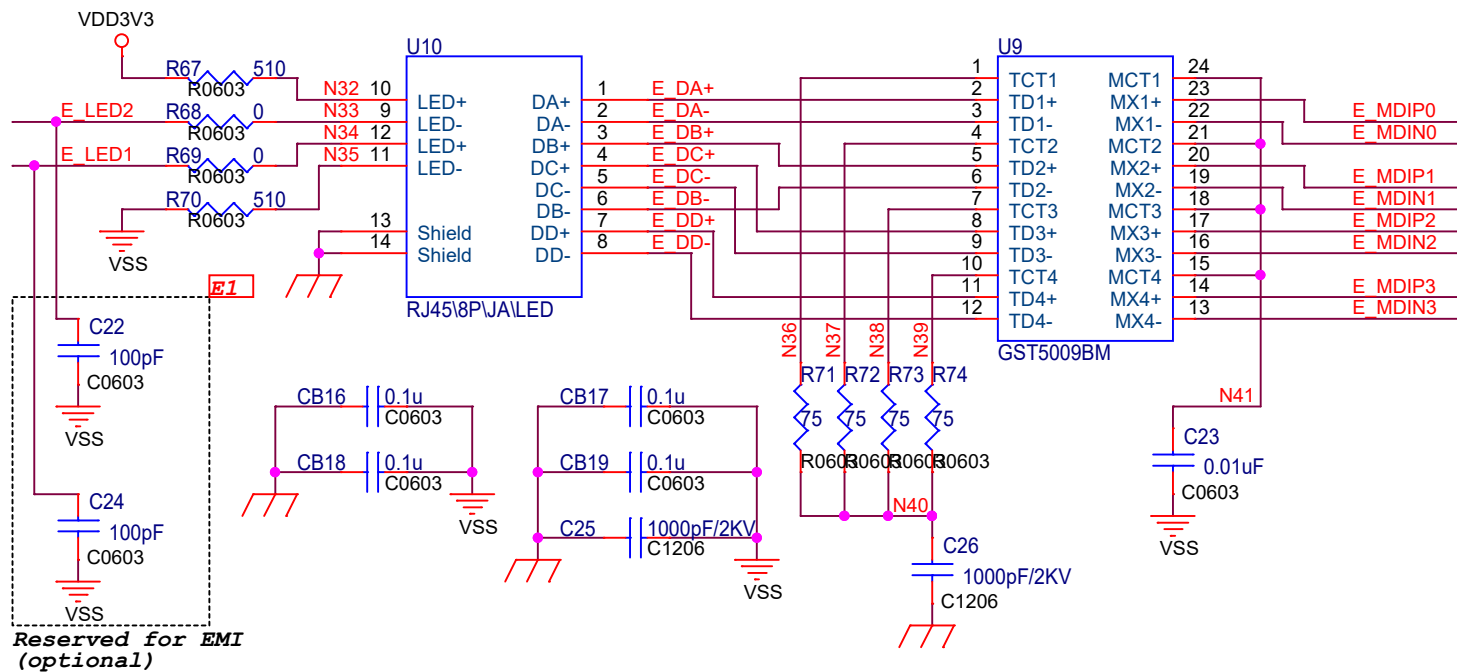 VDD3V3
R67 510
R0603
E_LED2 R68 0
R0603
E_LED1 R69 0
R0603
R70 510
R0603
VSS
N32 10
N33 9
N34 12
N35 11
13
14
U10
LED+ DA+
LED- DA-
LED+ DB+
LED- DC+
DC-
DB-
Shield DD+
Shield DD-
RJ45\8P\JA\LED
1 E_DA+
2 E_DA-
3 E_DB+
4 E_DC+
5 E_DC-
6 E_DB-
7 E_DD+
8 E_DD-
U9
1 TCT1 MCT1 24
2 TD1+ MX1+ 23
3 TD1- MX1- 22
4 TCT2 MCT2 21
5 TD2+ MX2+ 20
6 TD2- MX2- 19
7 TCT3 MCT3 18
8 TD3+ MX3+ 17
9 TD3- MX3- 16
10 TCT4 MCT4 15
11 TD4+ MX4+ 14
12 TD4- MX4- 13
GST5009BM
E_MDIP0
E_MDIN0
E_MDIP1
E_MDIN1
E_MDIP2
E_MDIN2
E_MDIP3
E_MDIN3
E1
C22
100pF
C0603
VSS
C24
100pF
C0603
VSS
Reserved for EMI
(optional)
CB16 0.1u
C0603
CB18 0.1u
C0603
VSS
CB17 0.1u
C0603
CB19 0.1u
C0603
C25 1000pF/2KV
C1206
VSS
N36 N37 N38 N39
R71 R72 R73 R74
75 75 75 75
R0603 R0603 R0603 R0603
N40
C26
1000pF/2KV
C1206
N41
C23
0.01uF
C0603
VSS